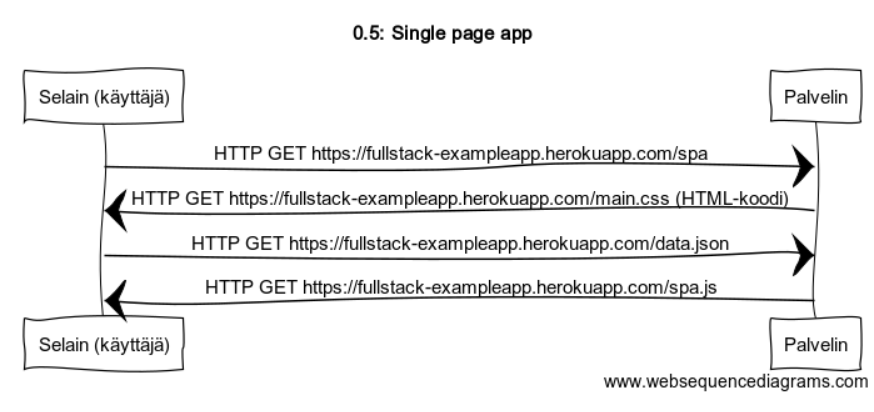 0.5: Single page app
Selain (käyttäjä)
Palvelin
HTTP GET https://fullstack-exampleapp.herokuapp.com/spa
HTTP GET https://fullstack-exampleapp.herokuapp.com/main.css (HTML-koodi)
HTTP GET https://fullstack-exampleapp.herokuapp.com/data.json
HTTP GET https://fullstack-exampleapp.herokuapp.com/spa.js
Selain (käyttäjä)
Palvelin
www.websequencediagrams.com